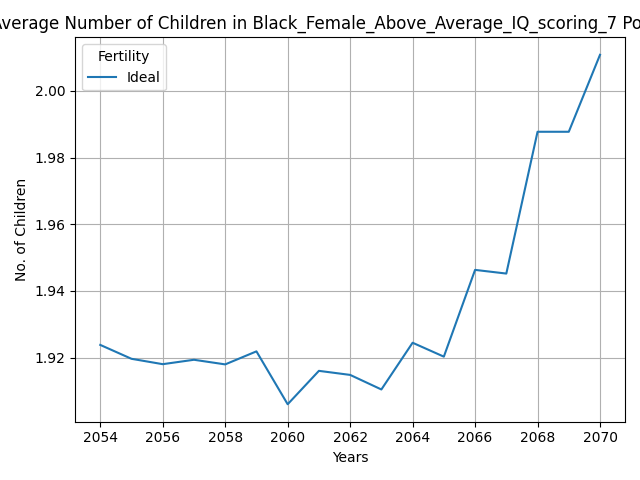 Average Number of Children in Black_Female_Above_Average_IQ_scoring_7 Po
Fertility
Ideal
No. of Children
2.00
1.98
1.96
1.94
1.92
2054 2056 2058 2060 2062 2064 2066 2068 2070
Years